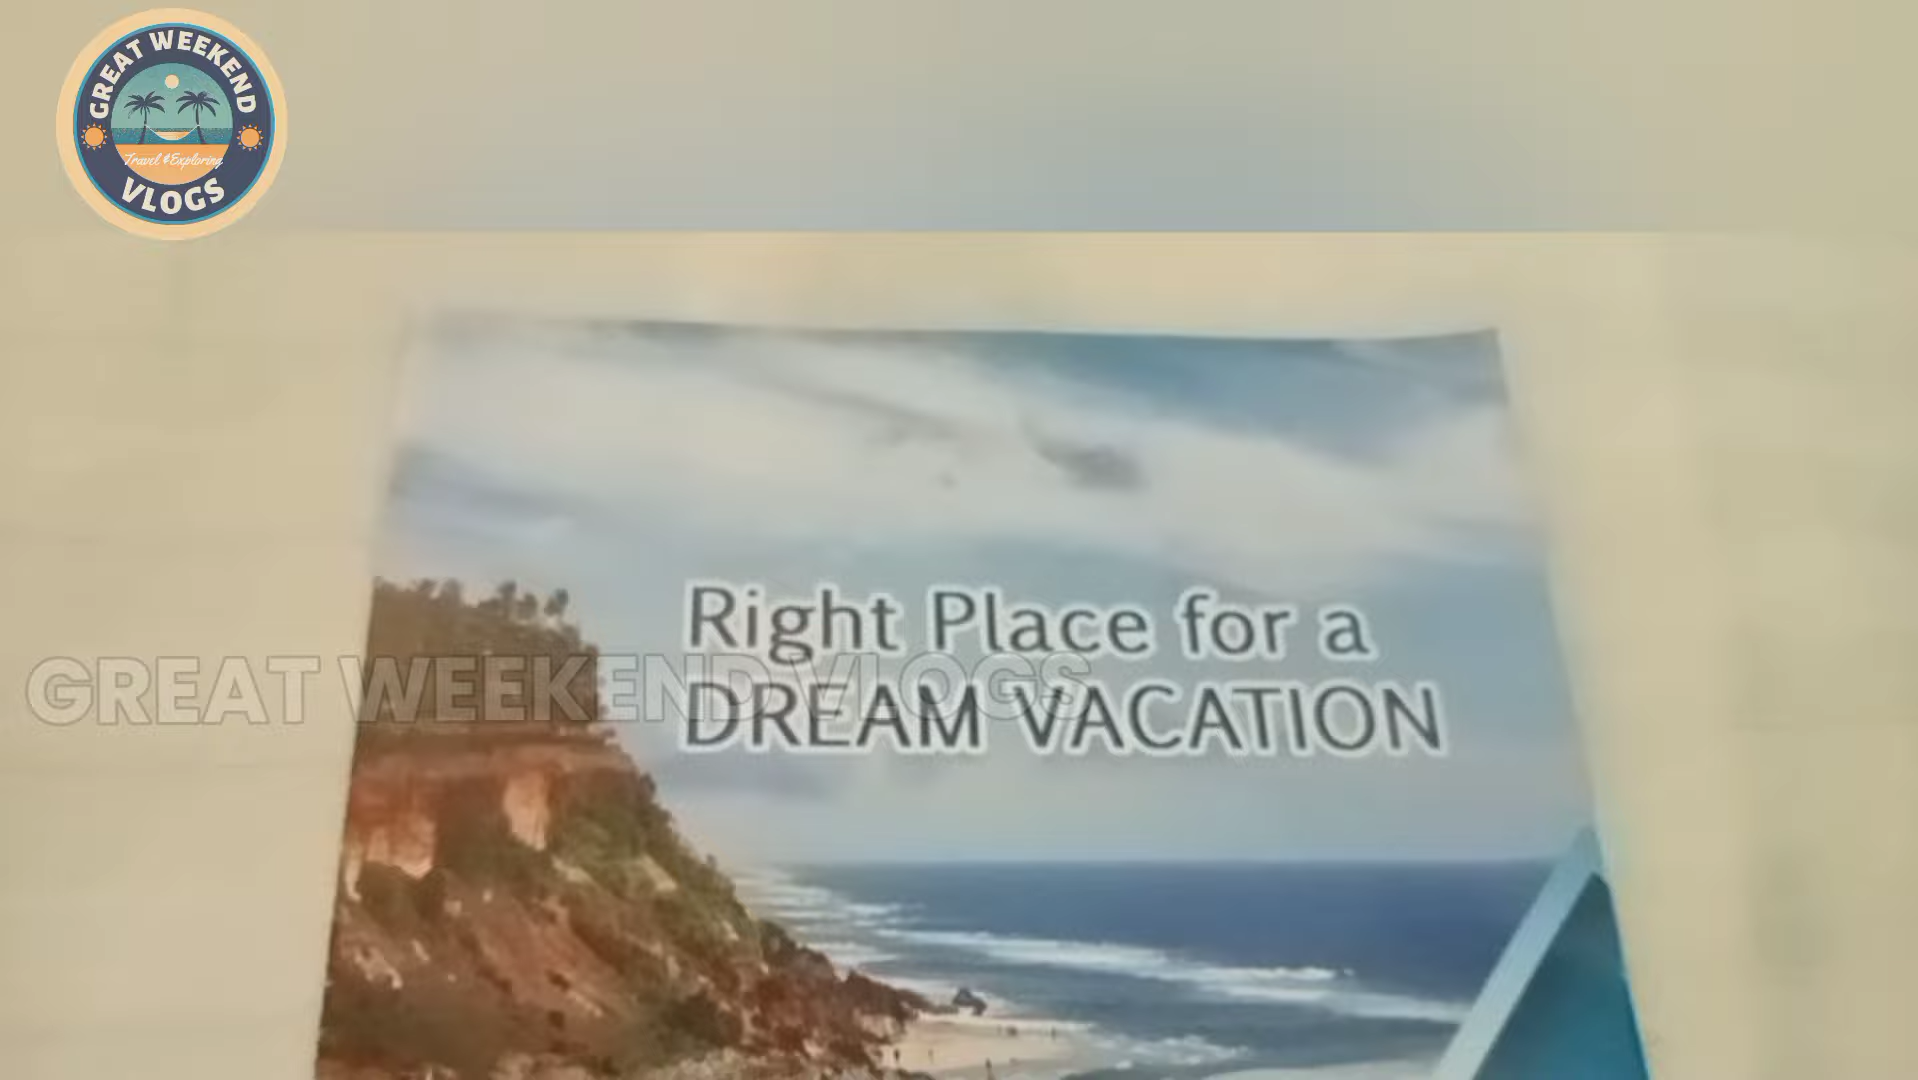 GREAT WEEKEND
Travel & Exploring
VLOGS
Right Place for a
GREAT WEEKEND VLOGS
DREAM VACATION